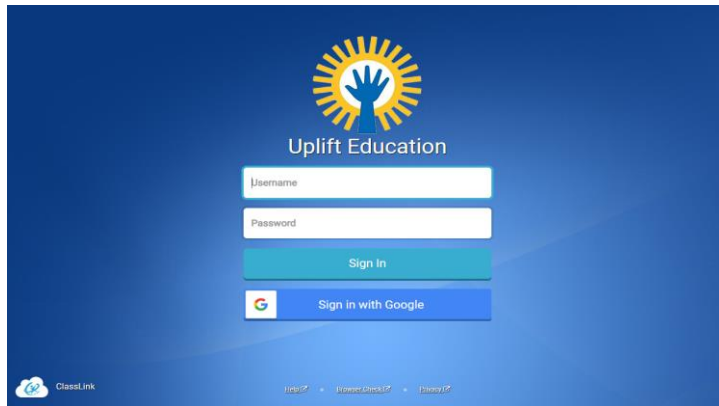 Uplift Education
Username
Password
Sign In
G
Sign in with Google
ClassLink
Help
Browser Check
Privacy